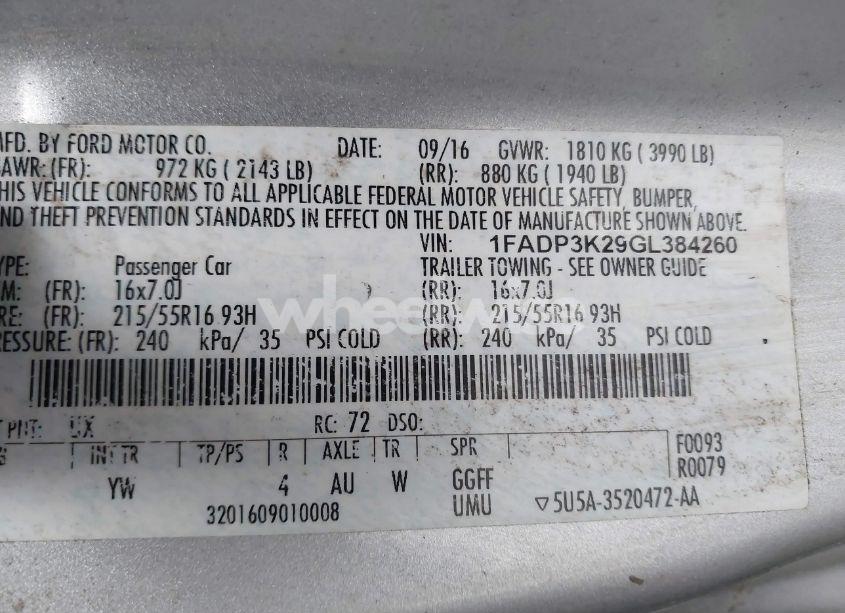 MFD. BY FORD MOTOR CO. DATE: 09/16 GVWR: 1810 KG ( 3990 LB)
GAWR: (FR): 972 KG ( 2143 LB) (RR): 880 KG ( 1940 LB)
THIS VEHICLE CONFORMS TO ALL APPLICABLE FEDERAL MOTOR VEHICLE SAFETY, BUMPER,
AND THEFT PREVENTION STANDARDS IN EFFECT ON THE DATE OF MANUFACTURE SHOWN ABOVE.
VIN: 1FADP3K29GL384260
YPE: Passenger Car TRAILER TOWING - SEE OWNER GUIDE
M: (FR): 16x7.0J (RR): 16x7.0J
RE: (FR): 215/55R16 93H (RR): 215/55R16 93H
RESSURE: (FR): 240 kPa/ 35 PSI COLD (RR): 240 kPa/ 35 PSI COLD
T PNT: UX RC: 72 DSO:
INT TR TP/PS R AXLE TR SPR F0093
R0079
YW 4 AU W GGFF
UMU
3201609010008 5U5A-3520472-AA